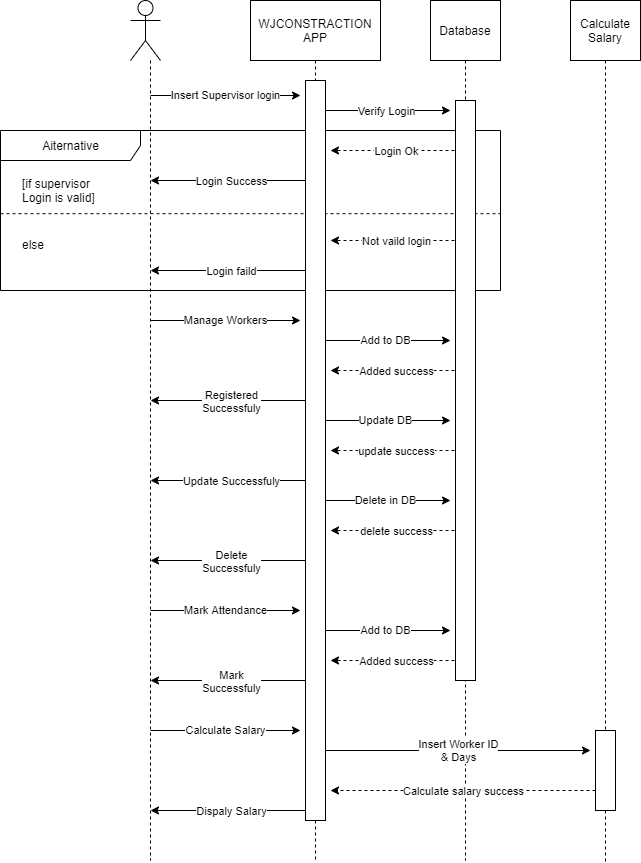 WJCONSTRACTION
APP
Database
Calculate
Salary
Insert Supervisor login
Verify Login
Aiternative
Login Ok
[if supervisor
Login is valid]
Login Success
else
Not vaild login
Login faild
Manage Workers
Add to DB
Added success
Registered
Successfuly
Update DB
update success
Update Successfuly
Delete in DB
delete success
Delete
Successfuly
Mark Attendance
Add to DB
Added success
Mark
Successfuly
Calculate Salary
Insert Worker ID
& Days
Calculate salary success
Dispaly Salary